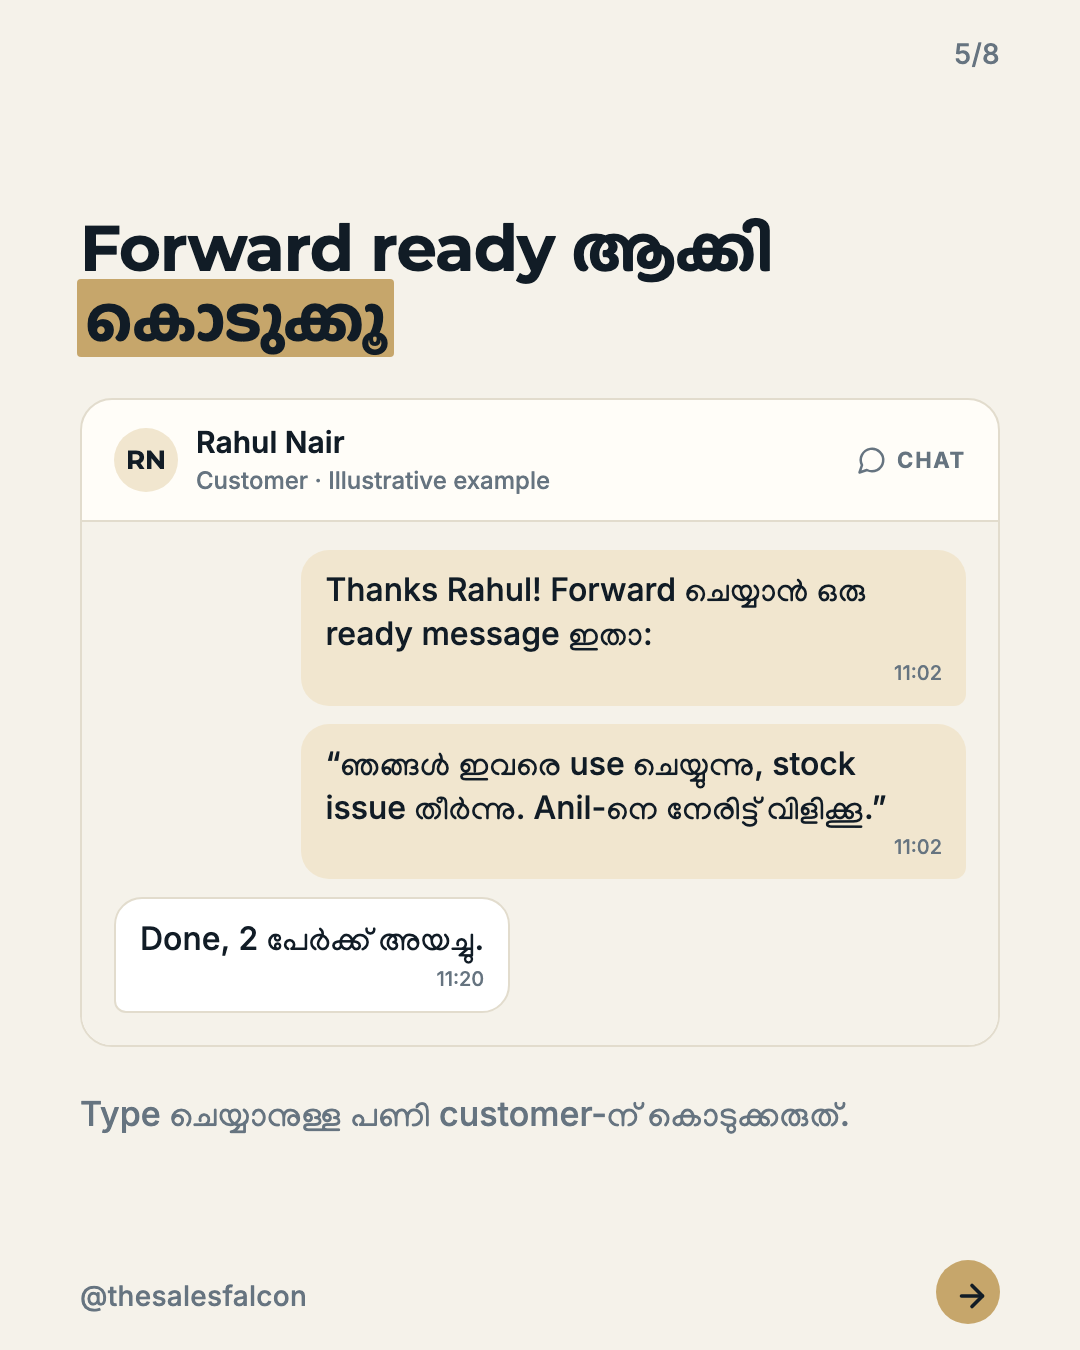 5/8
Forward ready ആക്കി
കൊടുക്കൂ
RN
Rahul Nair
Customer · Illustrative example
CHAT
Thanks Rahul! Forward ചെയ്യാൻ ഒരു
ready message ഇതാ:
11:02
“ഞങ്ങൾ ഇവരെ use ചെയ്യുന്നു, stock
issue തീർന്നു. Anil-നെ നേരിട്ട് വിളിക്കൂ.”
11:02
Done, 2 പേർക്ക് അയച്ചു.
11:20
Type ചെയ്യാനുള്ള പണി customer-ന് കൊടുക്കരുത്.
@thesalesfalcon